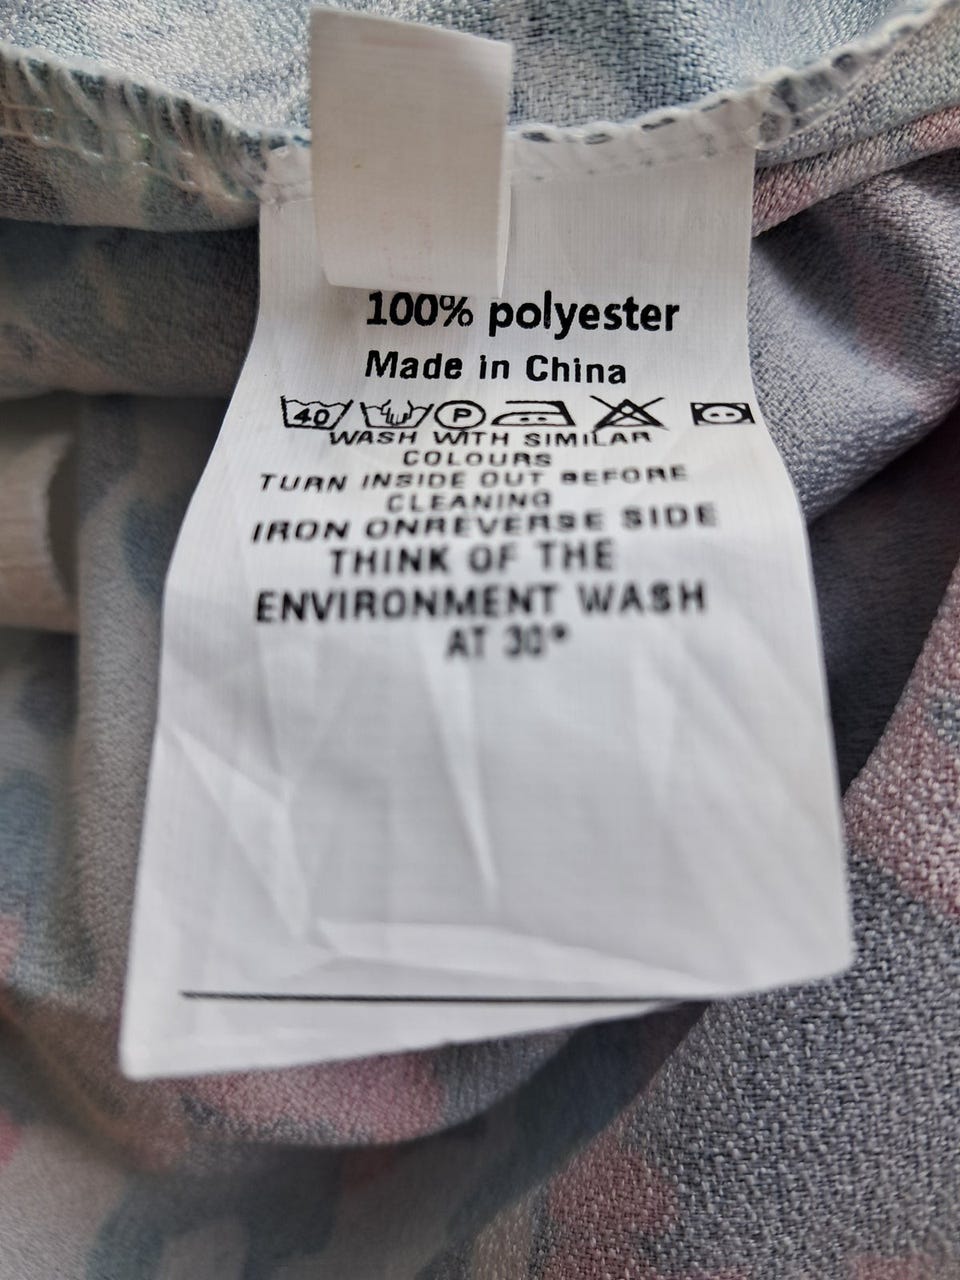 100% polyester
Made in China
40 P
WASH WITH SIMILAR
COLOURS
TURN INSIDE OUT BEFORE
CLEANING
IRON ONREVERSE SIDE
THINK OF THE
ENVIRONMENT WASH
AT 30°